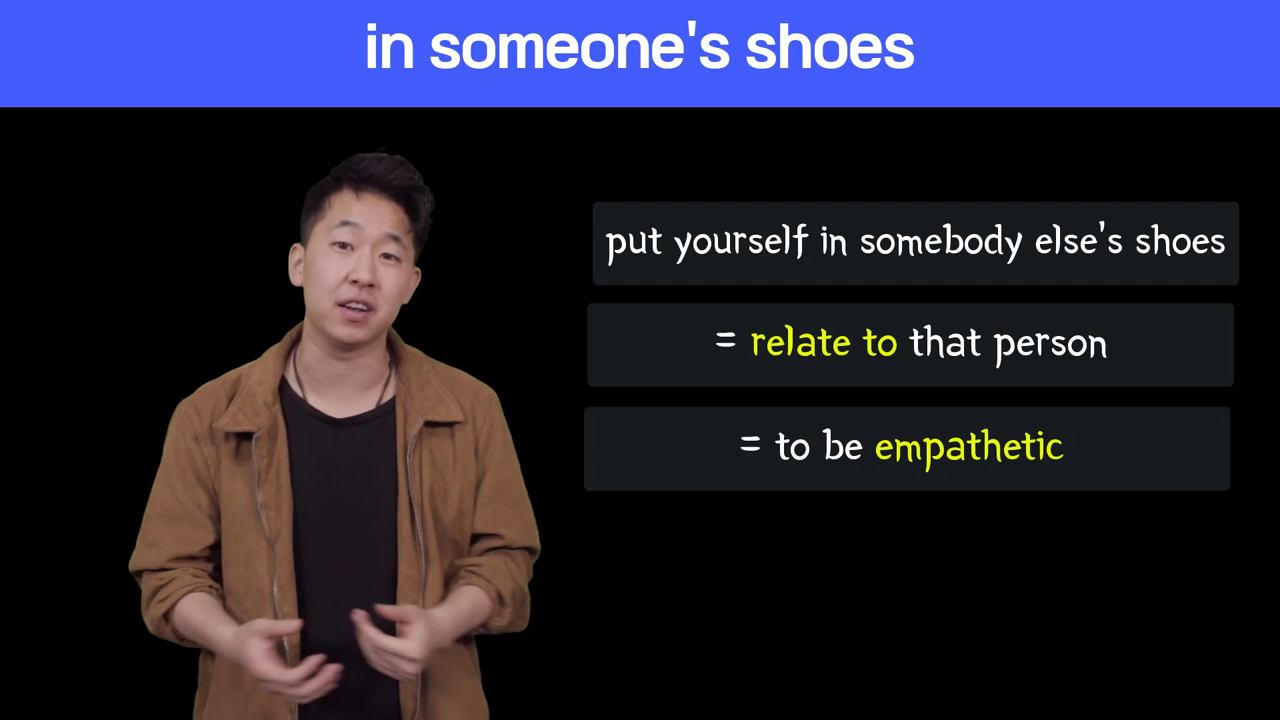 in someone's shoes
put yourself in somebody else's shoes
= relate to that person
= to be empathetic